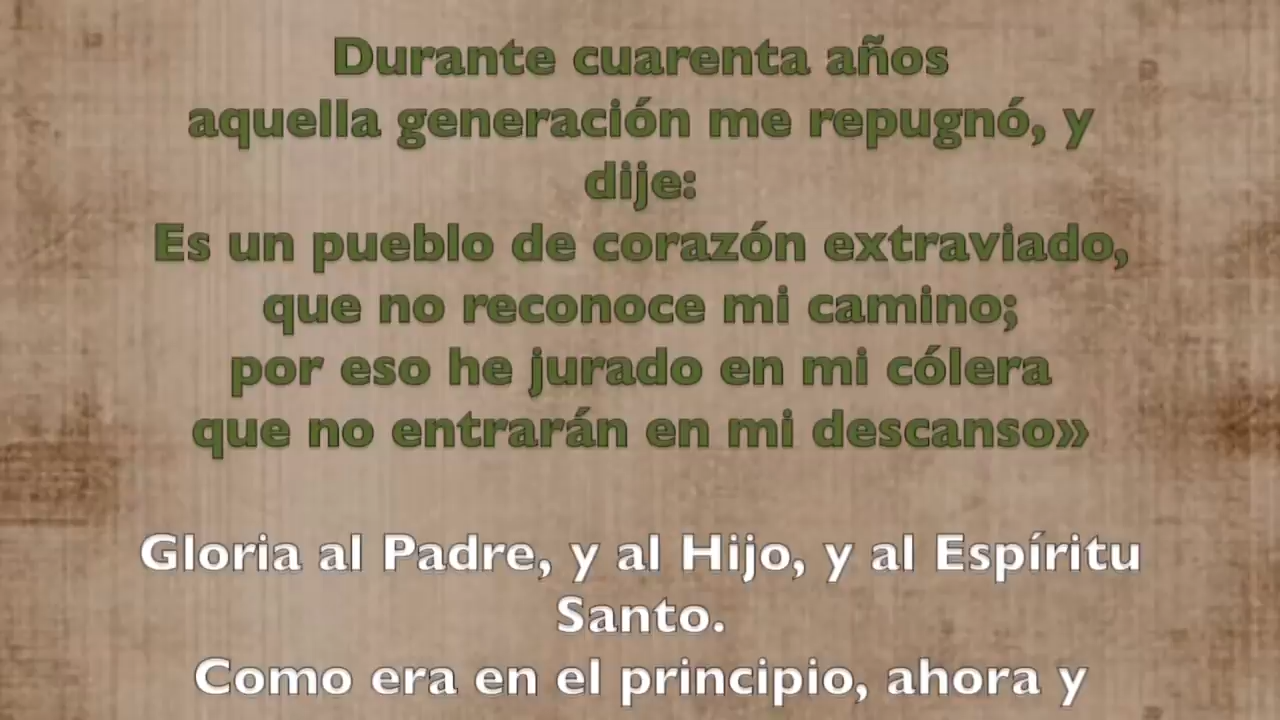 Durante cuarenta años
aquella generación me repugnó, y
dije:
Es un pueblo de corazón extraviado,
que no reconoce mi camino;
por eso he jurado en mi cólera
que no entrarán en mi descanso»
Gloria al Padre, y al Hijo, y al Espíritu
Santo.
Como era en el principio, ahora y